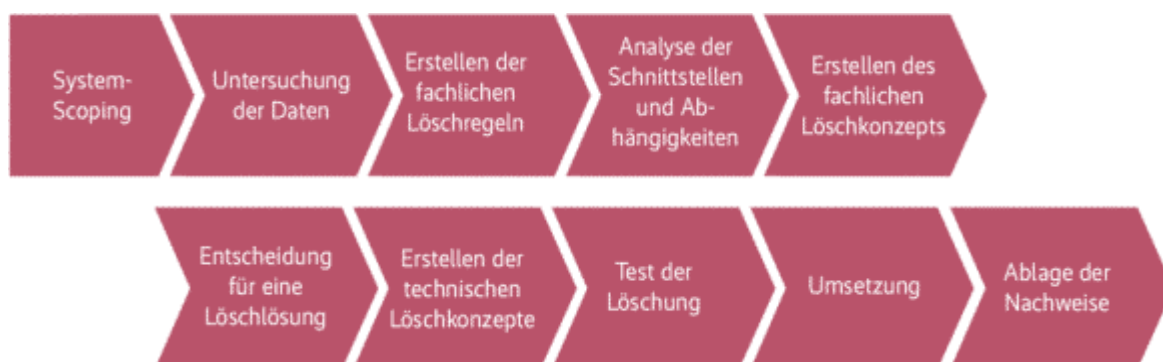 System-
Scoping
Untersuchung
der Daten
Erstellen der
fachlichen
Löschregeln
Analyse der
Schnittstellen
und Ab-
hängigkeiten
Erstellen des
fachlichen
Löschkonzepts
Entscheidung
für eine
Löschlösung
Erstellen der
technischen
Löschkonzepte
Test der
Löschung
Umsetzung
Ablage der
Nachweise